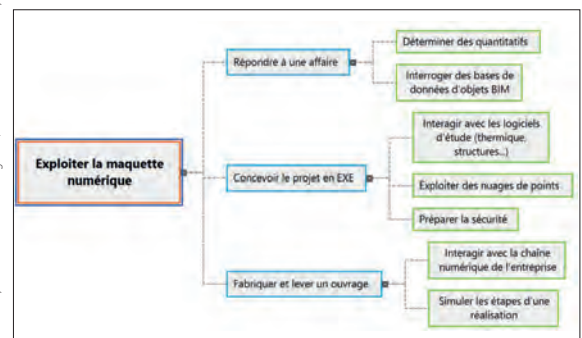 Exploiter la maquette
numérique
Répondre à une affaire
Déterminer des quantitatifs
Interroger des bases de
données d'objets BIM
Concevoir le projet en EXE
Interagir avec les logiciels
d'étude (thermique,
structures...)
Exploiter des nuages de points
Préparer la sécurité
Fabriquer et lever un ouvrage
Interagir avec la chaîne
numérique de l'entreprise
Simuler les étapes d'une
réalisation